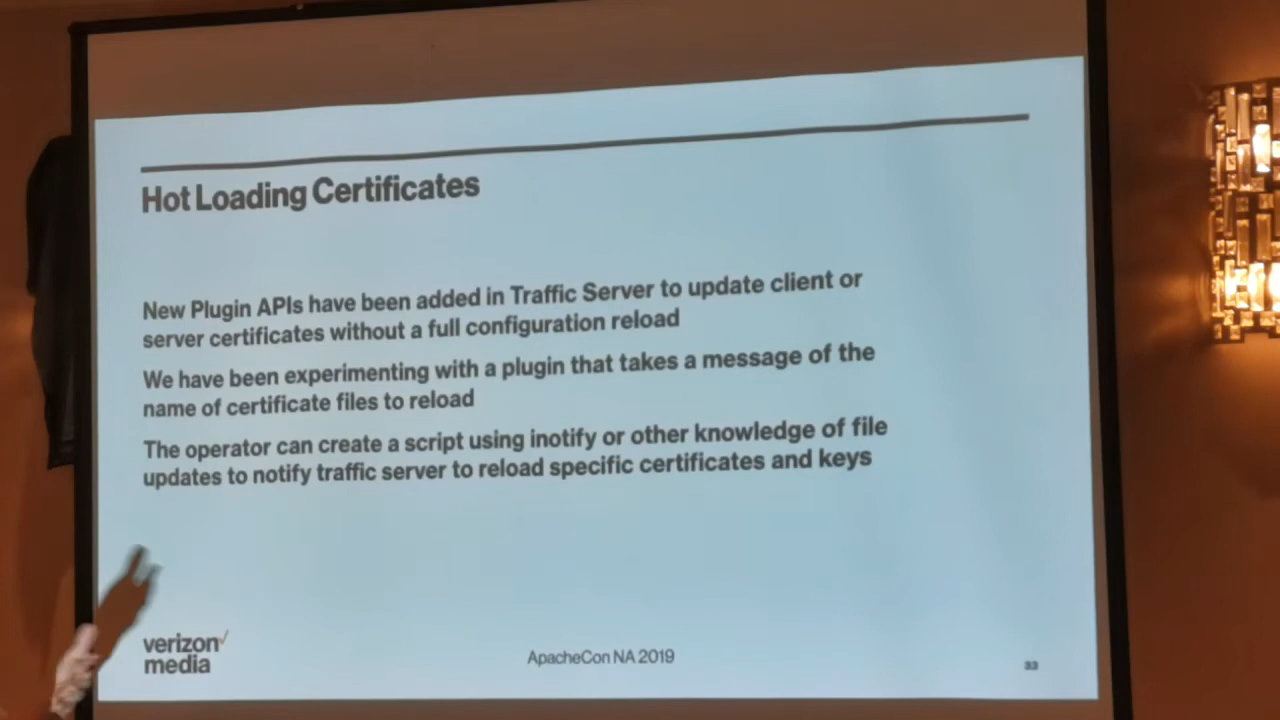 Hot Loading Certificates
New Plugin APIs have been added in Traffic Server to update client or
server certificates without a full configuration reload
We have been experimenting with a plugin that takes a message of the
name of certificate files to reload
The operator can create a script using inotify or other knowledge of file
updates to notify traffic server to reload specific certificates and keys
verizon✓
media
ApacheCon NA 2019
33